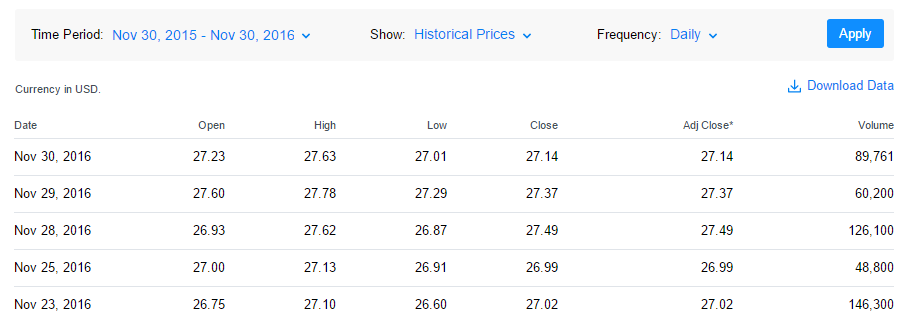 Time Period: Nov 30, 2015 - Nov 30, 2016 Show: Historical Prices Frequency: Daily Apply
Currency in USD. Download Data
Date Open High Low Close Adj Close* Volume
Nov 30, 2016 27.23 27.63 27.01 27.14 27.14 89,761
Nov 29, 2016 27.60 27.78 27.29 27.37 27.37 60,200
Nov 28, 2016 26.93 27.62 26.87 27.49 27.49 126,100
Nov 25, 2016 27.00 27.13 26.91 26.99 26.99 48,800
Nov 23, 2016 26.75 27.10 26.60 27.02 27.02 146,300